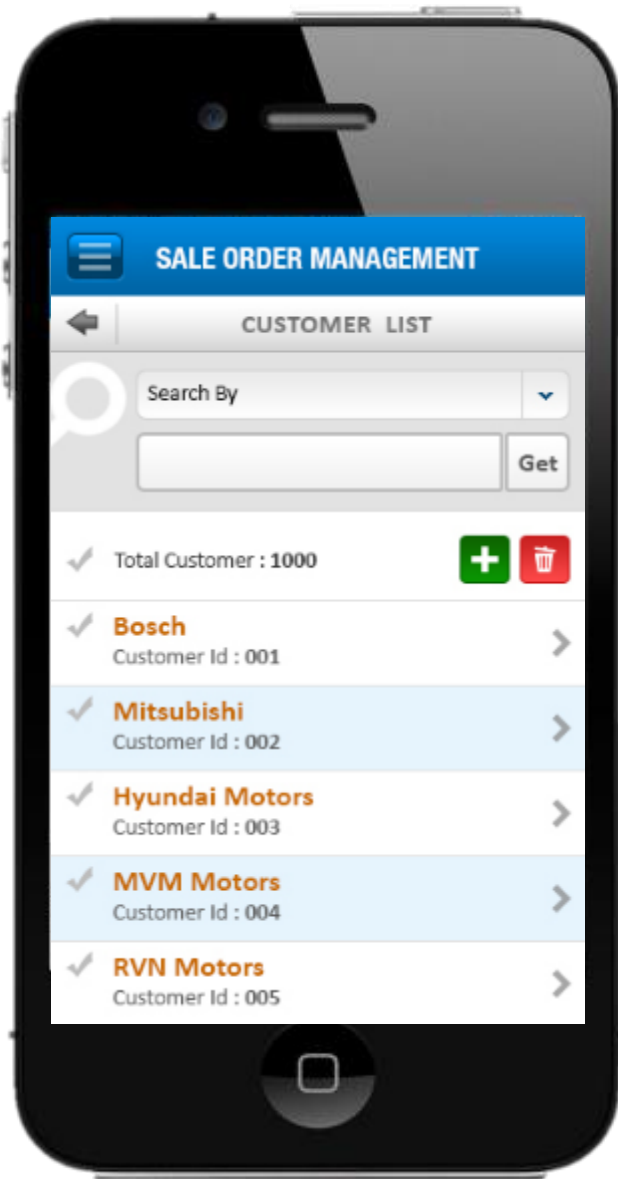 SALE ORDER MANAGEMENT
CUSTOMER LIST
Search By
Get
Total Customer : 1000
Bosch
Customer Id : 001
Mitsubishi
Customer Id : 002
Hyundai Motors
Customer Id : 003
MVM Motors
Customer Id : 004
RVN Motors
Customer Id : 005